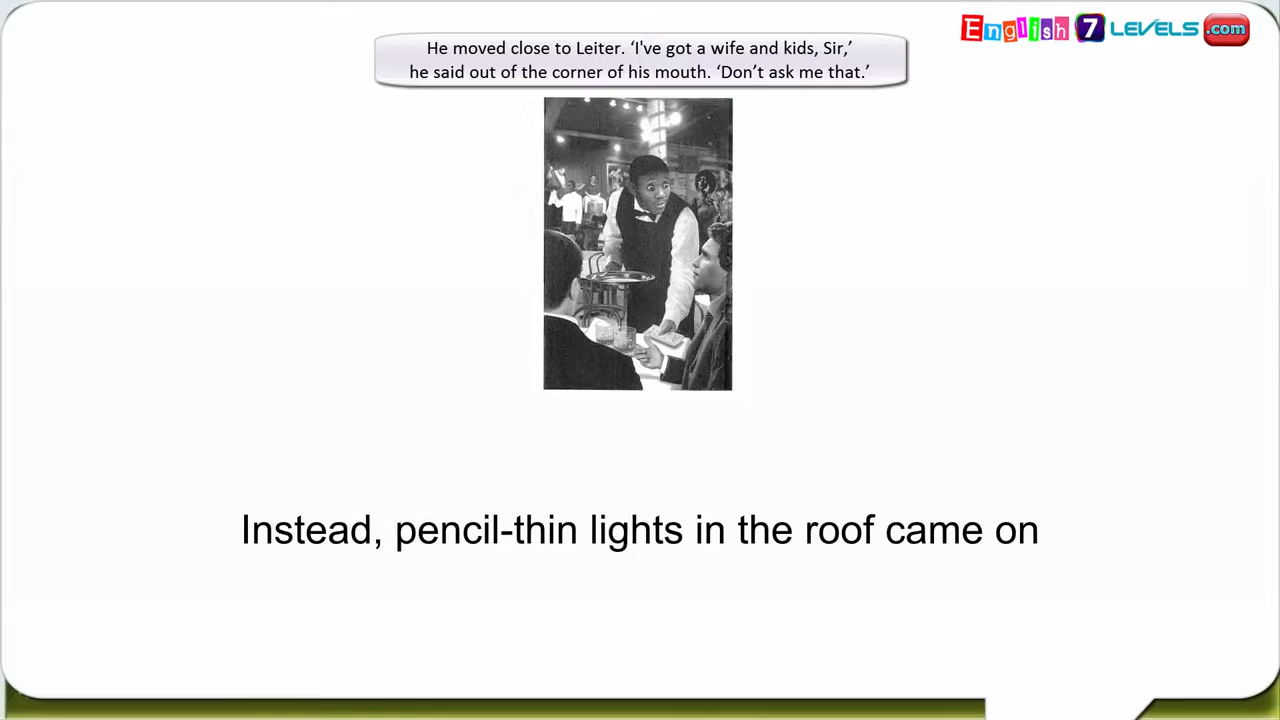 English 7 LEVELS .com
He moved close to Leiter. ‘I've got a wife and kids, Sir,’
he said out of the corner of his mouth. ‘Don’t ask me that.’
Instead, pencil-thin lights in the roof came on